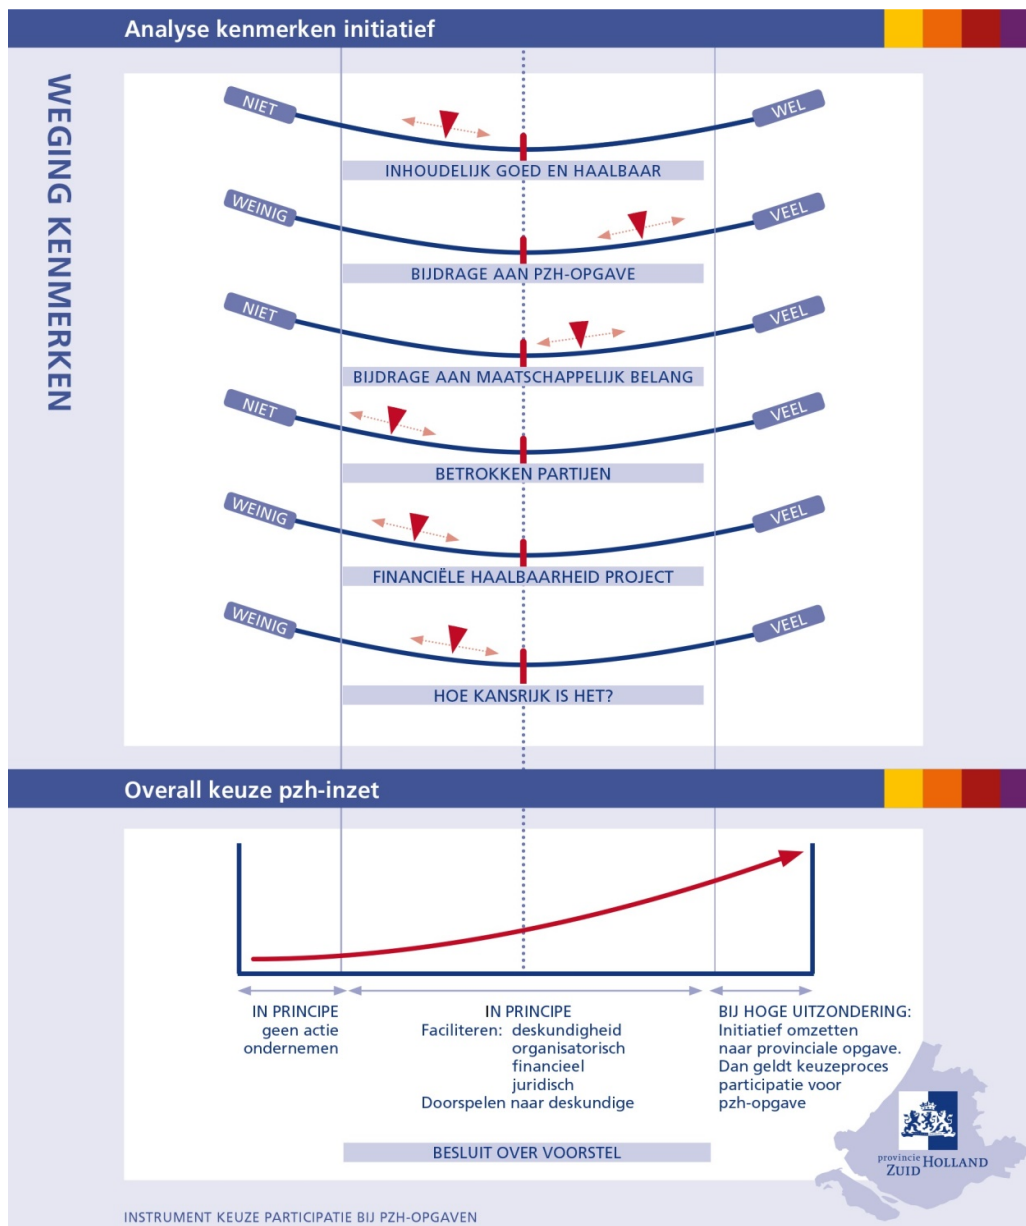 Analyse kenmerken initiatief
WEGING KENMERKEN
NIET
WEL
INHOUDELIJK GOED EN HAALBAAR
WEINIG
VEEL
BIJDRAGE AAN PZH-OPGAVE
NIET
VEEL
BIJDRAGE AAN MAATSCHAPPELIJK BELANG
NIET
VEEL
BETROKKEN PARTIJEN
WEINIG
VEEL
FINANCIËLE HAALBAARHEID PROJECT
WEINIG
VEEL
HOE KANSRIJK IS HET?
Overall keuze pzh-inzet
IN PRINCIPE
geen actie
ondernemen
IN PRINCIPE
Faciliteren: deskundigheid
organisatorisch
financieel
juridisch
Doorspelen naar deskundige
BIJ HOGE UITZONDERING:
Initiatief omzetten
naar provinciale opgave.
Dan geldt keuzeproces
participatie voor
pzh-opgave
BESLUIT OVER VOORSTEL
provincie HOLLAND
ZUID
INSTRUMENT KEUZE PARTICIPATIE BIJ PZH-OPGAVEN